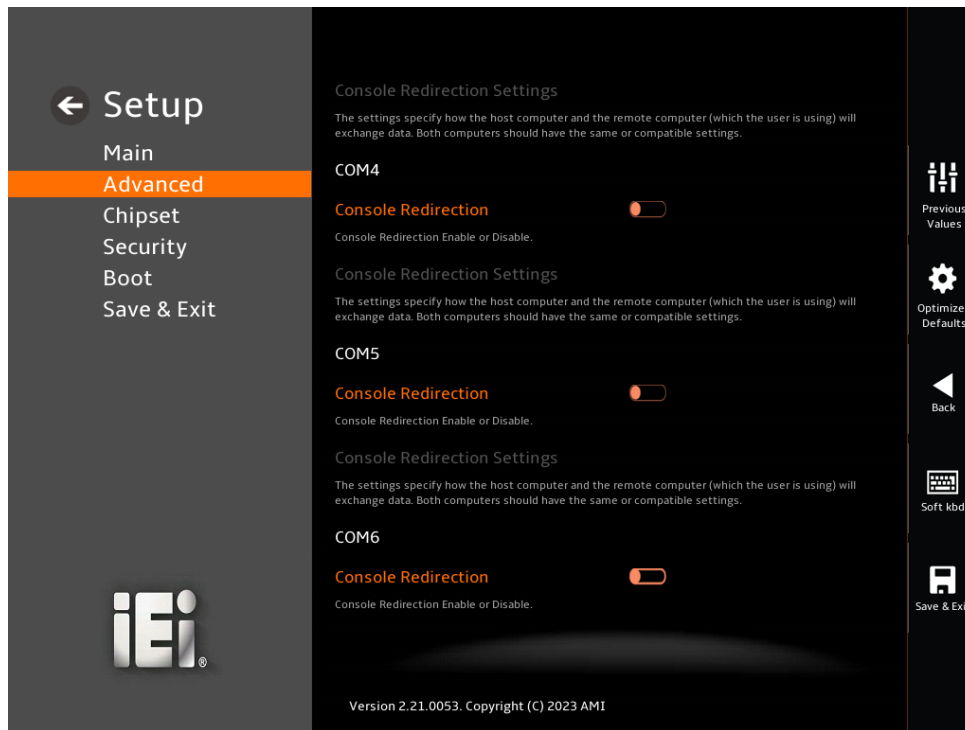 Setup
Main
Advanced
Chipset
Security
Boot
Save & Exit
iEi®
Console Redirection Settings
The settings specify how the host computer and the remote computer (which the user is using) will
exchange data. Both computers should have the same or compatible settings.
COM4
Console Redirection
Console Redirection Enable or Disable.
Console Redirection Settings
The settings specify how the host computer and the remote computer (which the user is using) will
exchange data. Both computers should have the same or compatible settings.
COM5
Console Redirection
Console Redirection Enable or Disable.
Console Redirection Settings
The settings specify how the host computer and the remote computer (which the user is using) will
exchange data. Both computers should have the same or compatible settings.
COM6
Console Redirection
Console Redirection Enable or Disable.
Version 2.21.0053. Copyright (C) 2023 AMI
Previous
Values
Optimize
Defaults
Back
Soft kbd
Save & Exi